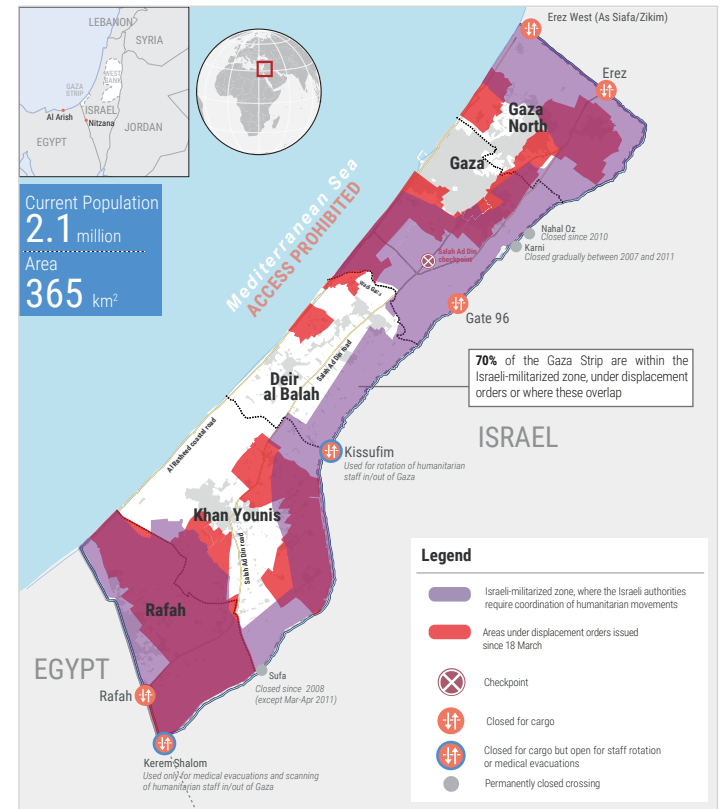 LEBANON
SYRIA
WEST
BANK
GAZA
STRIP
ISRAEL
Al Arish
Nitzana
JORDAN
EGYPT
Current Population
2.1 million
Area
365 km²
Mediterranean Sea
ACCESS PROHIBITED
Erez West (As Siafa/Zikim)
Erez
Gaza
North
Gaza
Nahal Oz
Closed since 2010
Karni
Closed gradually between 2007 and 2011
Salah Ad Din
checkpoint
Wadi Gaza
Gate 96
70% of the Gaza Strip are within the
Israeli-militarized zone, under displacement
orders or where these overlap
Salah Ad Din road
Deir
al Balah
ISRAEL
Al Rasheed coastal road
Kissufim
Used for rotation of humanitarian
staff in/out of Gaza
Khan Younis
Salah Ad Din road
Rafah
EGYPT
Sufa
Closed since 2008
(except Mar-Apr 2011)
Rafah
Kerem Shalom
Used only for medical evacuations and scanning
of humanitarian staff in/out of Gaza
Legend
Israeli-militarized zone, where the Israeli authorities
require coordination of humanitarian movements
Areas under displacement orders issued
since 18 March
Checkpoint
Closed for cargo
Closed for cargo but open for staff rotation
or medical evacuations
Permanently closed crossing